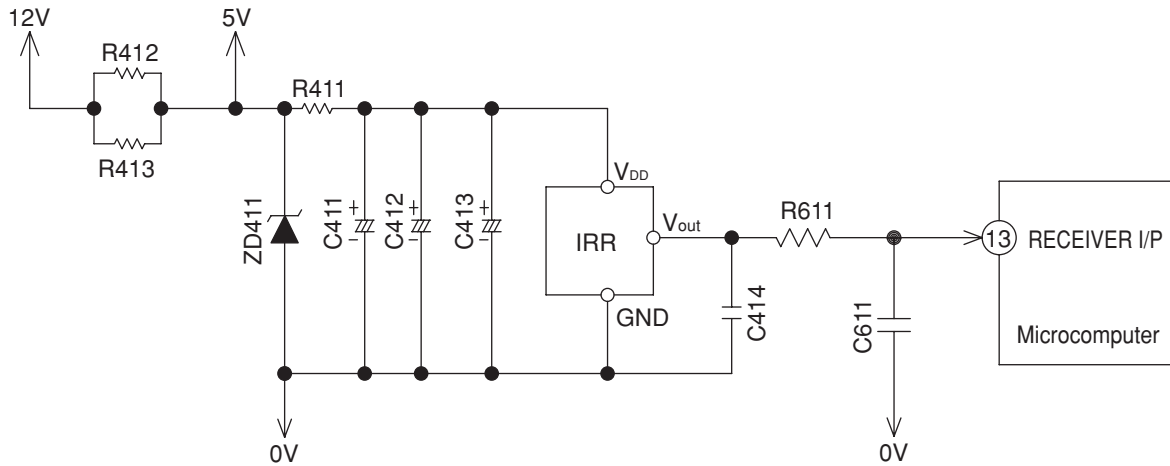 12V
5V
R412
R413
R411
ZD411
C411
+
-
C412
+
-
C413
+
-
VDD
IRR
Vout
GND
C414
R611
C611
13
RECEIVER I/P
Microcomputer
0V
0V